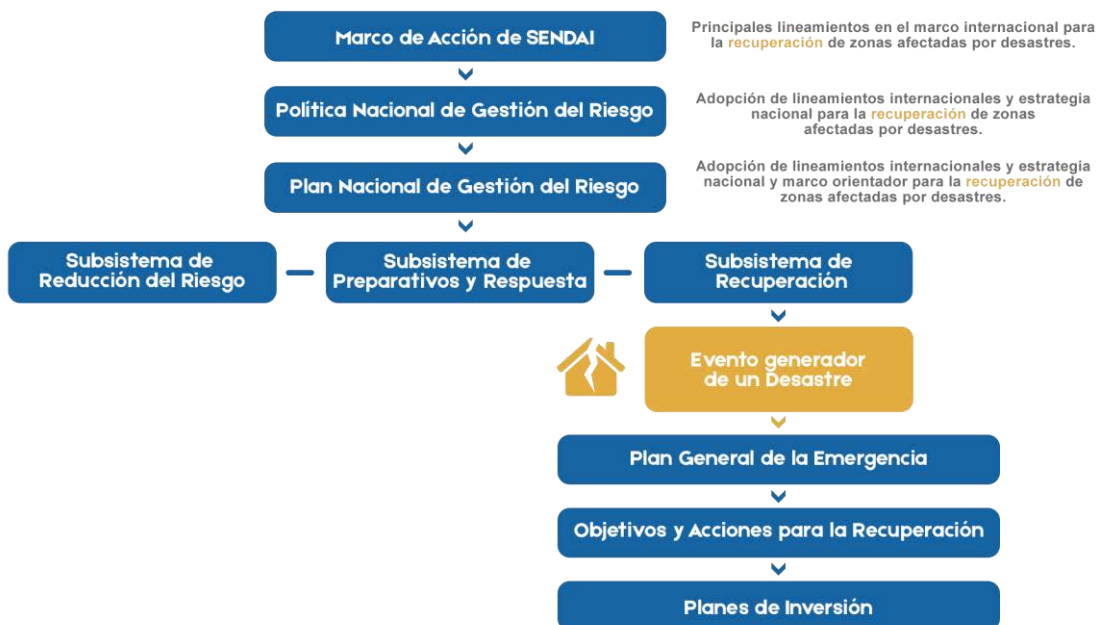 Marco de Acción de SENDAI
Principales lineamientos en el marco internacional para
la recuperación de zonas afectadas por desastres.
Política Nacional de Gestión del Riesgo
Adopción de lineamientos internacionales y estrategia
nacional para la recuperación de zonas
afectadas por desastres.
Plan Nacional de Gestión del Riesgo
Adopción de lineamientos internacionales y estrategia
nacional y marco orientador para la recuperación de
zonas afectadas por desastres.
Subsistema de
Reducción del Riesgo
Subsistema de
Preparativos y Respuesta
Subsistema de
Recuperación
Evento generador
de un Desastre
Plan General de la Emergencia
Objetivos y Acciones para la Recuperación
Planes de Inversión